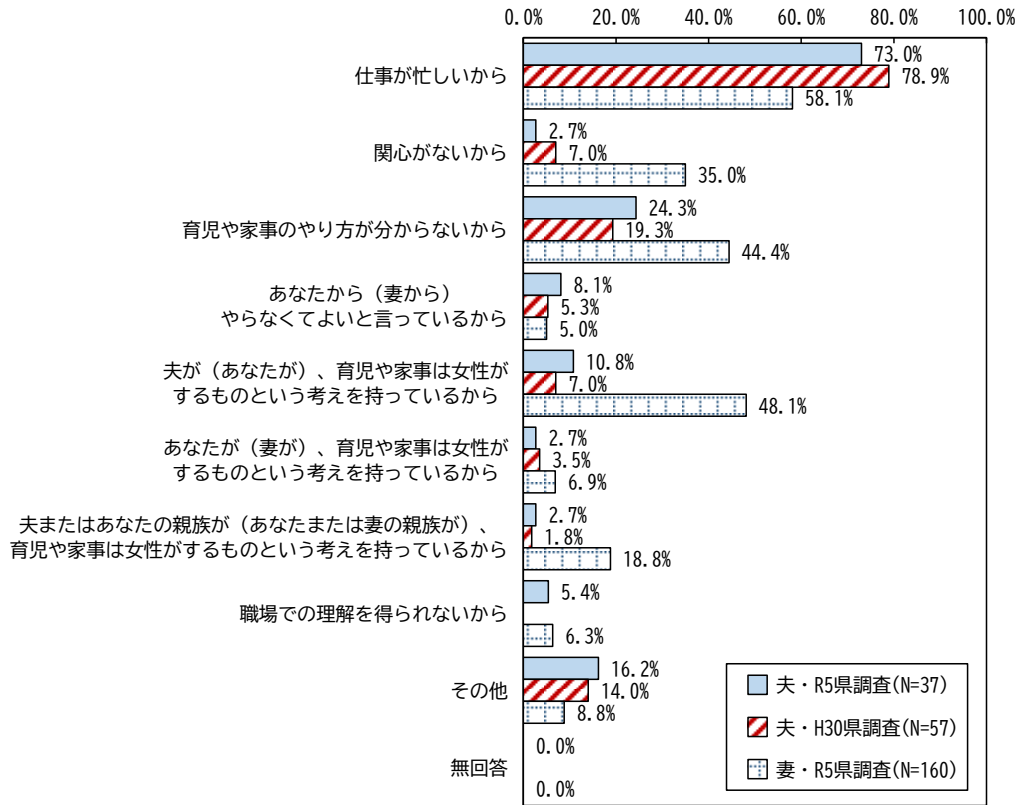 0.0% 20.0% 40.0% 60.0% 80.0% 100.0%
仕事が忙しいから
73.0%
78.9%
58.1%
関心がないから
2.7%
7.0%
35.0%
育児や家事のやり方が分からないから
24.3%
19.3%
44.4%
あなたから（妻から）
やらなくてよいと言っているから
8.1%
5.3%
5.0%
夫が（あなたが）、育児や家事は女性が
するものという考えを持っているから
10.8%
7.0%
48.1%
あなたが（妻が）、育児や家事は女性が
するものという考えを持っているから
2.7%
3.5%
6.9%
夫またはあなたの親族が（あなたまたは妻の親族が）、
育児や家事は女性がするものという考えを持っているから
2.7%
1.8%
18.8%
職場での理解を得られないから
5.4%
6.3%
その他
16.2%
14.0%
8.8%
無回答
0.0%
0.0%
夫・R5県調査(N=37)
夫・H30県調査(N=57)
妻・R5県調査(N=160)